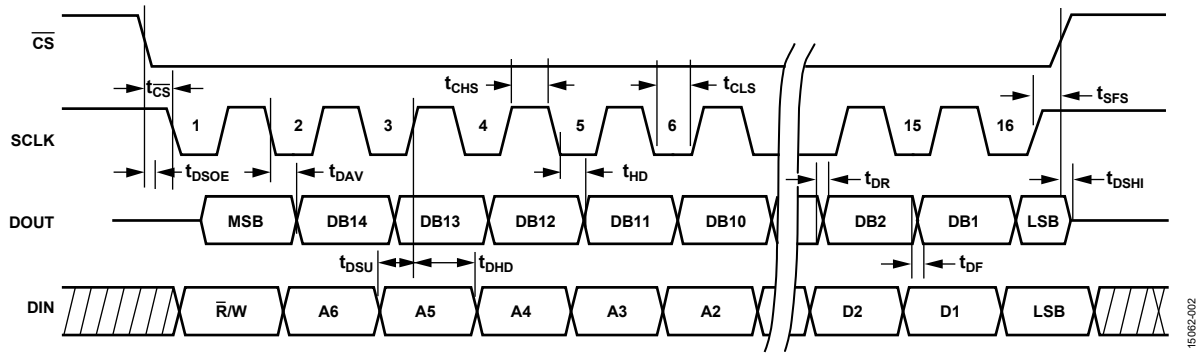 CS
tCS
tCHS
tCLS
tSFS
SCLK
1
2
3
4
5
6
15
16
tDSOE
tDAV
tHD
tDR
tDSHI
DOUT
MSB
DB14
DB13
DB12
DB11
DB10
DB2
DB1
LSB
tDSU
tDHD
tDF
DIN
R̅/W
A6
A5
A4
A3
A2
D2
D1
LSB
15062-002